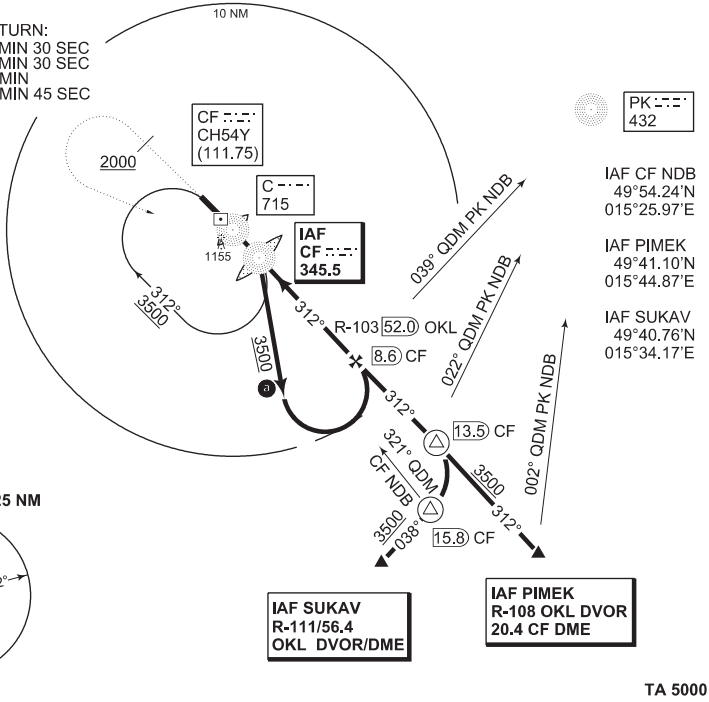 10 NM
TURN:
MIN 30 SEC
MIN 30 SEC
MIN
MIN 45 SEC
CF
CH54Y
(111.75)
PK
432
2000
C
715
IAF CF NDB
49°54.24'N
015°25.97'E
1155
IAF
CF
345.5
039° QDM PK NDB
IAF PIMEK
49°41.10'N
015°44.87'E
312°
3500
312°
R-103 52.0 OKL
022° QDM PK NDB
IAF SUKAV
49°40.76'N
015°34.17'E
3500
8.6 CF
a
312°
002° QDM PK NDB
13.5 CF
321° QDM
CF NDB
3500
312°
25 NM
3500
038°
15.8 CF
2°
IAF SUKAV
R-111/56.4
OKL DVOR/DME
IAF PIMEK
R-108 OKL DVOR
20.4 CF DME
TA 5000